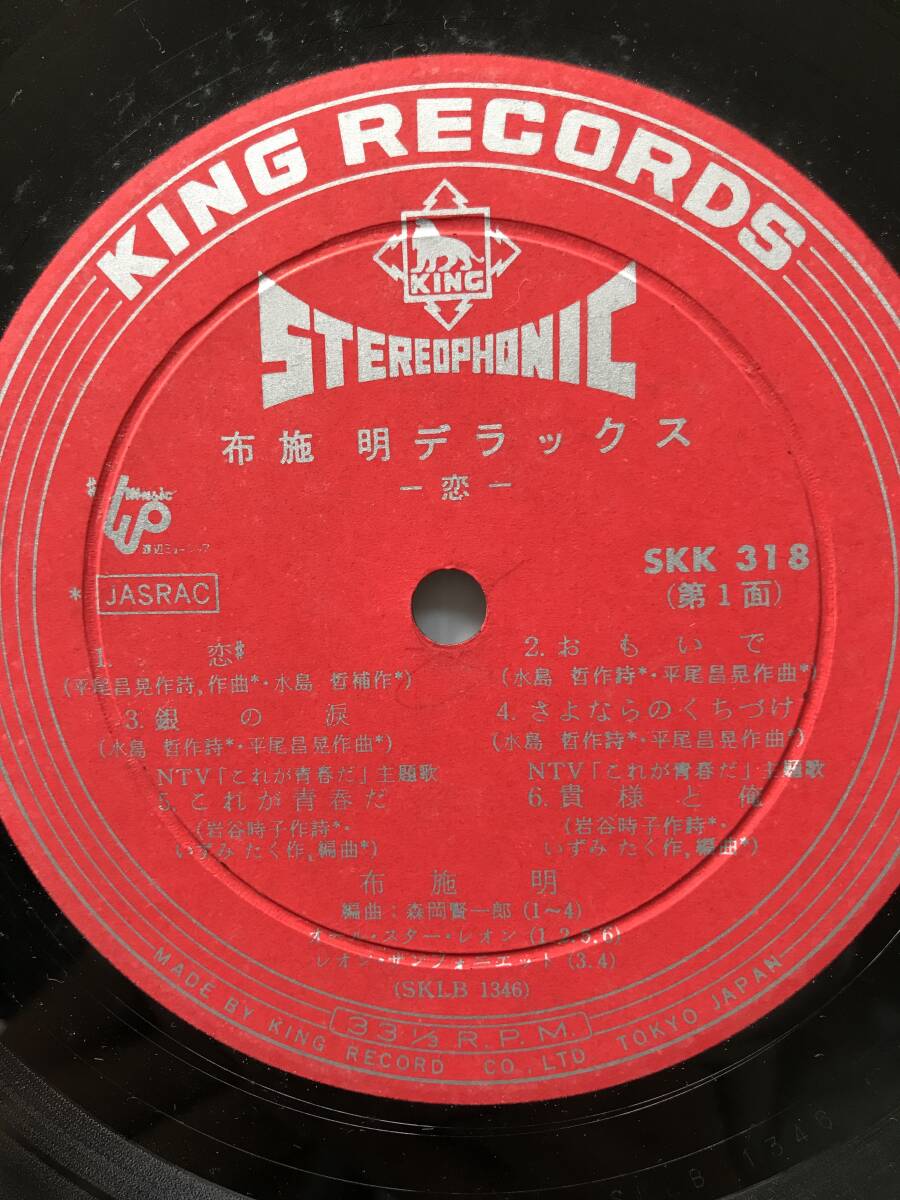 KING RECORDS
KING
STEREOPHONIC
布施 明デラックス
－恋－
渡辺ミュージック
SKK 318
*JASRAC
(第1面)
1. 恋#
(平尾昌晃作詩,作曲*・水島 哲補作*)
2. おもいで
(水島 哲作詩*・平尾昌晃作曲*)
3. 銀の涙
(水島 哲作詩*・平尾昌晃作曲*)
4. さよならのくちづけ
(水島 哲作詩*・平尾昌晃作曲*)
NTV「これが青春だ」主題歌
5. これが青春だ
(岩谷時子作詩*・
いずみ たく作,編曲*)
NTV「これが青春だ」主題歌
6. 貴様と俺
(岩谷時子作詩*・
いずみ たく作,編曲*)
布施 明
編曲：森岡賢一郎 (1～4)
オール・スター・レオン (1.2.5.6)
レオン・サンフォニエット (3.4)
(SKLB 1346)
33⅓ R.P.M.
MADE BY KING RECORD CO., LTD TOKYO JAPAN